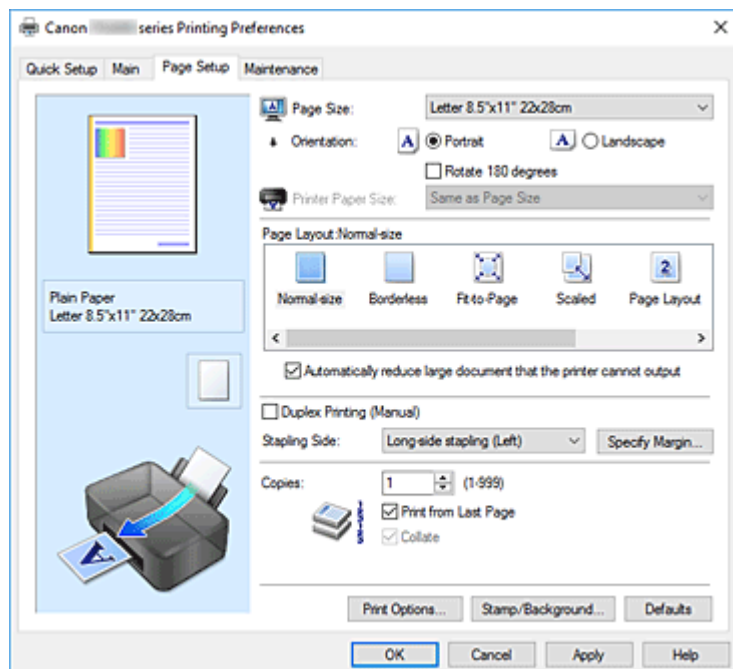 Canon series Printing Preferences
Quick Setup Main Page Setup Maintenance
Page Size: Letter 8.5"x11" 22x28cm
Orientation: A Portrait A Landscape
Rotate 180 degrees
Printer Paper Size: Same as Page Size
Page Layout:Normal-size
2
Normal-size Borderless Fit-to-Page Scaled Page Layout
Plain Paper
Letter 8.5"x11" 22x28cm
Automatically reduce large document that the printer cannot output
Duplex Printing (Manual)
Stapling Side: Long-side stapling (Left) Specify Margin...
Copies: 1 (1-999)
Print from Last Page
Collate
A
Print Options... Stamp/Background... Defaults
OK Cancel Apply Help